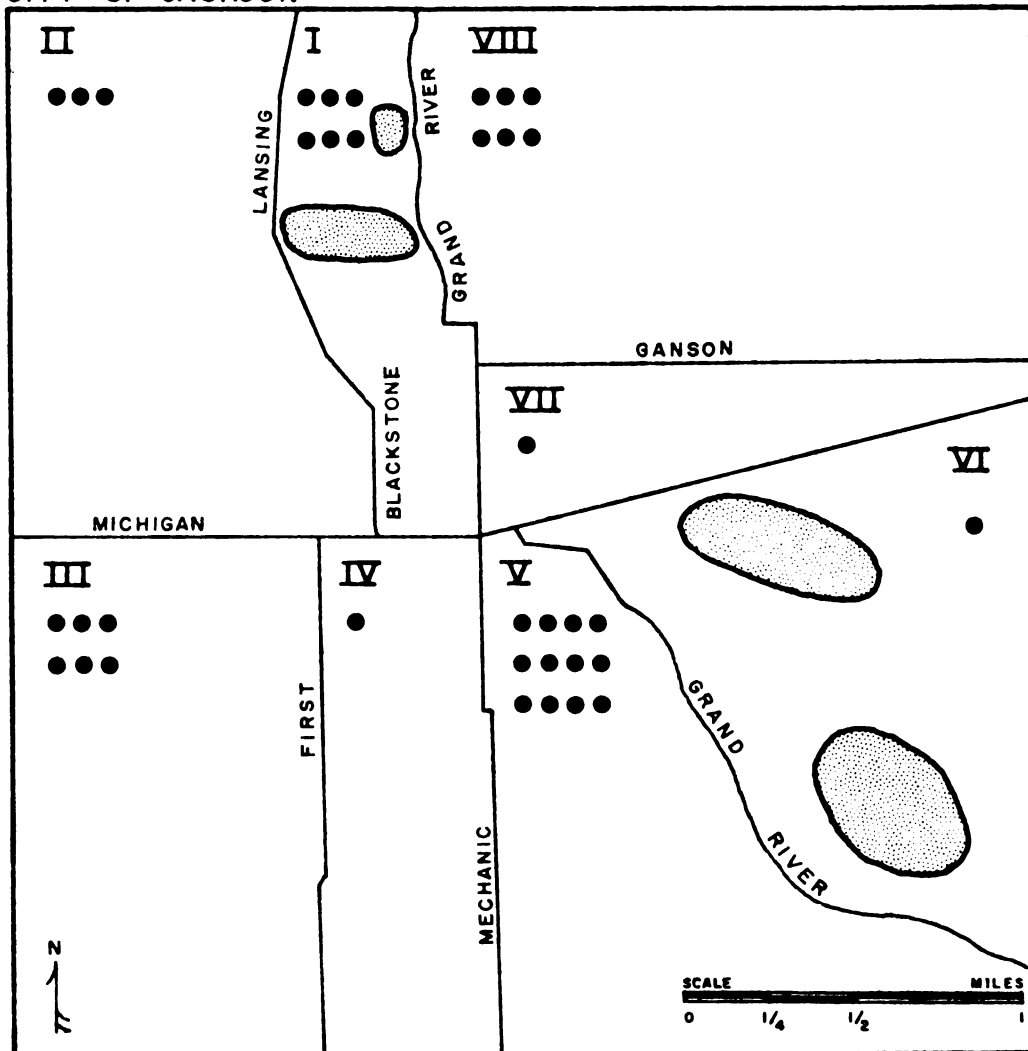 II
I
VIII
LANSING
RIVER
GRAND
GANSON
BLACKSTONE
VII
VI
MICHIGAN
III
IV
V
FIRST
GRAND
RIVER
MECHANIC
N
SCALE MILES
0 1/4 1/2 1